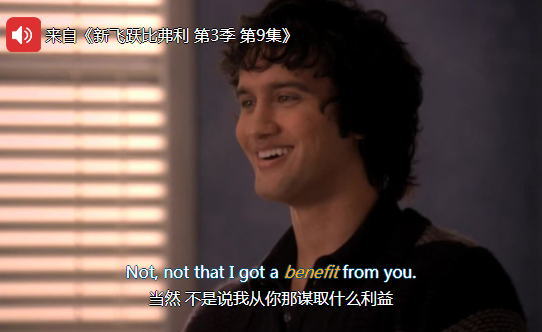 来自《新飞跃比弗利 第3季 第9集》
Not, not that I got a benefit from you.
当然 不是说我从你那谋取什么利益